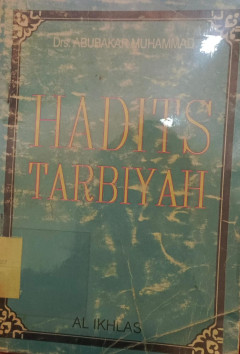 Drs. ABUBAKAR MUHAMMAD
HADITS
TARBIYAH
AL IKHLAS